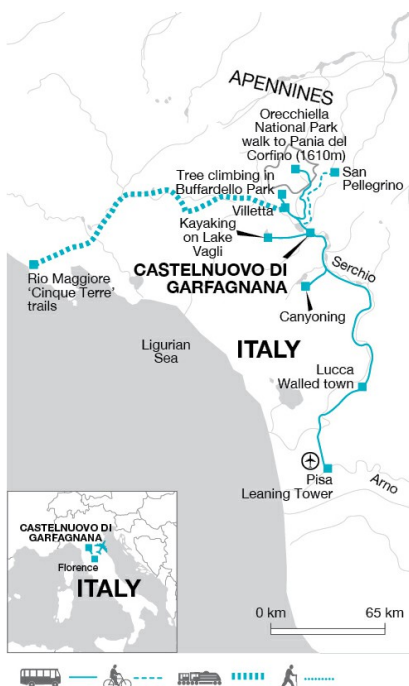 APENNINES
Orecchiella
National Park
walk to Pania del
Corfino (1610m)
Tree climbing in
Buffardello Park
San
Pellegrino
Villetta
Kayaking
on Lake
Vagli
CASTELNUOVO DI
GARFAGNANA
Serchio
Rio Maggiore
'Cinque Terre'
trails
Canyoning
Ligurian
Sea
ITALY
Lucca
Walled town
Pisa
Leaning Tower
Arno
CASTELNUOVO DI
GARFAGNANA
Florence
ITALY
0 km 65 km